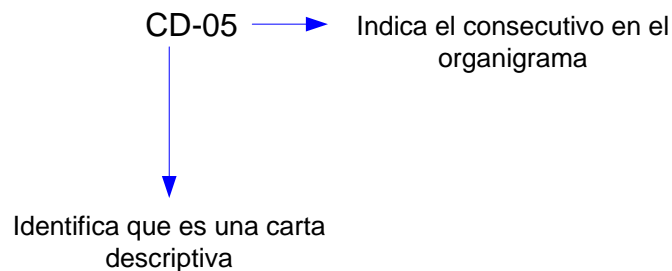 CD-05
Indica el consecutivo en el
organigrama
Identifica que es una carta
descriptiva